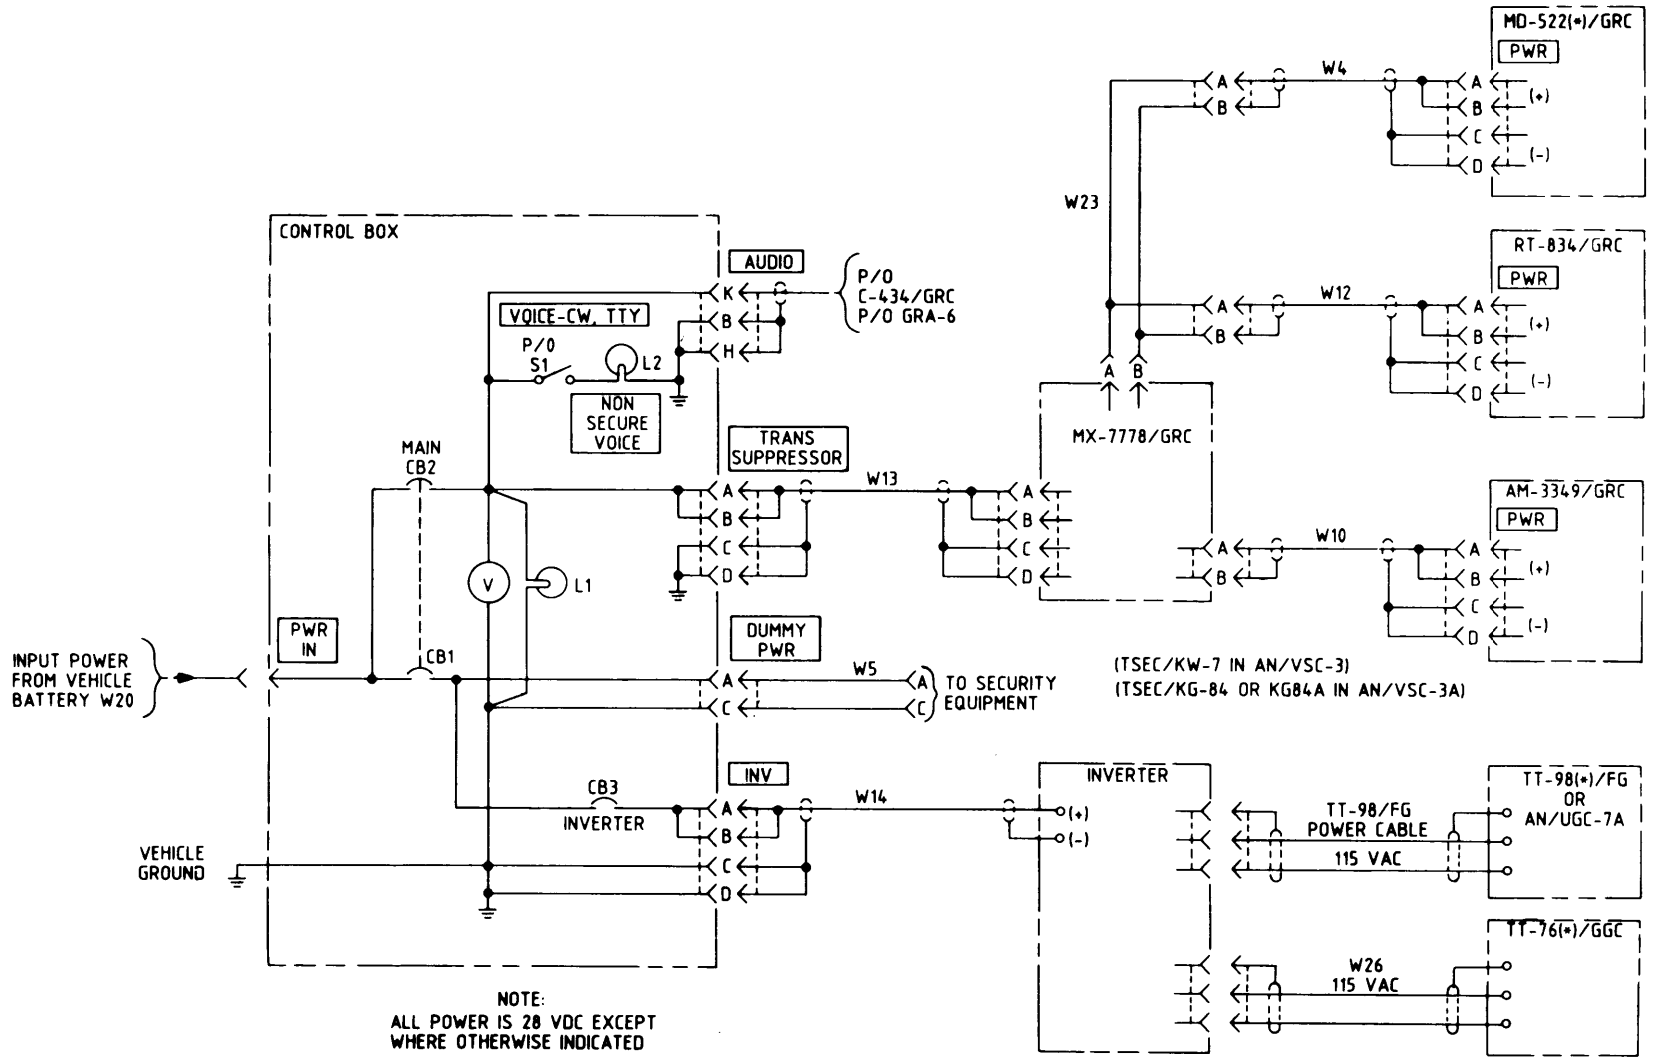 MD-522(*)/GRC
PWR
W4
A
B
A
B
C
D
(+)
(-)
W23
RT-834/GRC
PWR
W12
A
B
A
B
C
D
(+)
(-)
CONTROL BOX
AUDIO
K
B
H
P/O
C-434/GRC
P/O GRA-6
VOICE-CW, TTY
P/O
S1
L2
NON
SECURE
VOICE
A
B
MX-7778/GRC
MAIN
CB2
TRANS
SUPPRESSOR
W13
A
B
C
D
A
B
C
D
AM-3349/GRC
PWR
W10
A
B
A
B
C
D
(+)
(-)
V
L1
PWR
IN
INPUT POWER
FROM VEHICLE
BATTERY W20
CB1
DUMMY
PWR
W5
A
C
A
C
TO SECURITY
EQUIPMENT
(TSEC/KW-7 IN AN/VSC-3)
(TSEC/KG-84 OR KG84A IN AN/VSC-3A)
CB3
INVERTER
INV
A
B
C
D
W14
INVERTER
(+)
(-)
TT-98/FG
POWER CABLE
115 VAC
TT-98(*)/FG
OR
AN/UGC-7A
VEHICLE
GROUND
W26
115 VAC
TT-76(*)/GGC
NOTE:
ALL POWER IS 28 VDC EXCEPT
WHERE OTHERWISE INDICATED